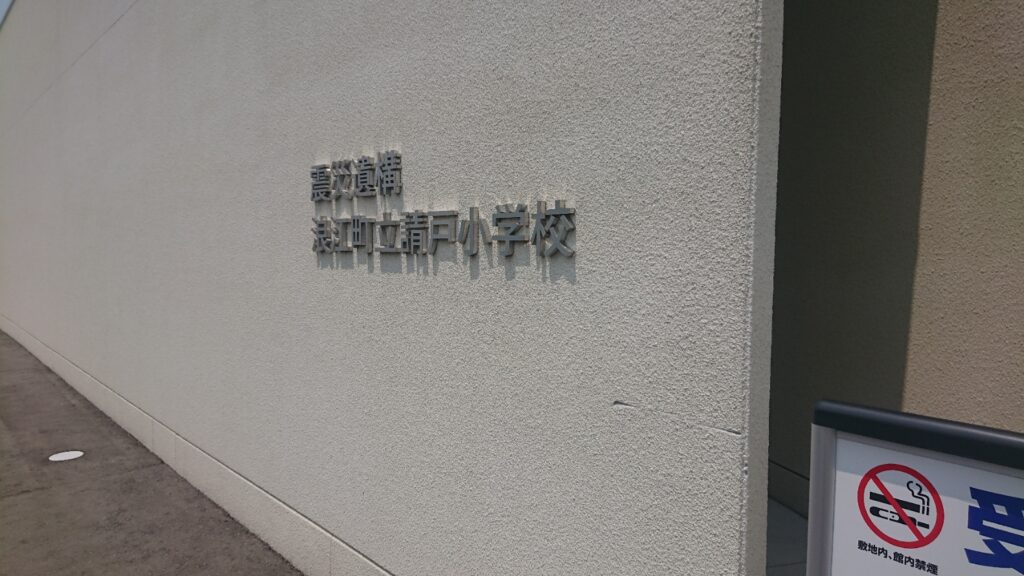 震災遺構
浪江町立請戸小学校
受
敷地内、館内禁煙